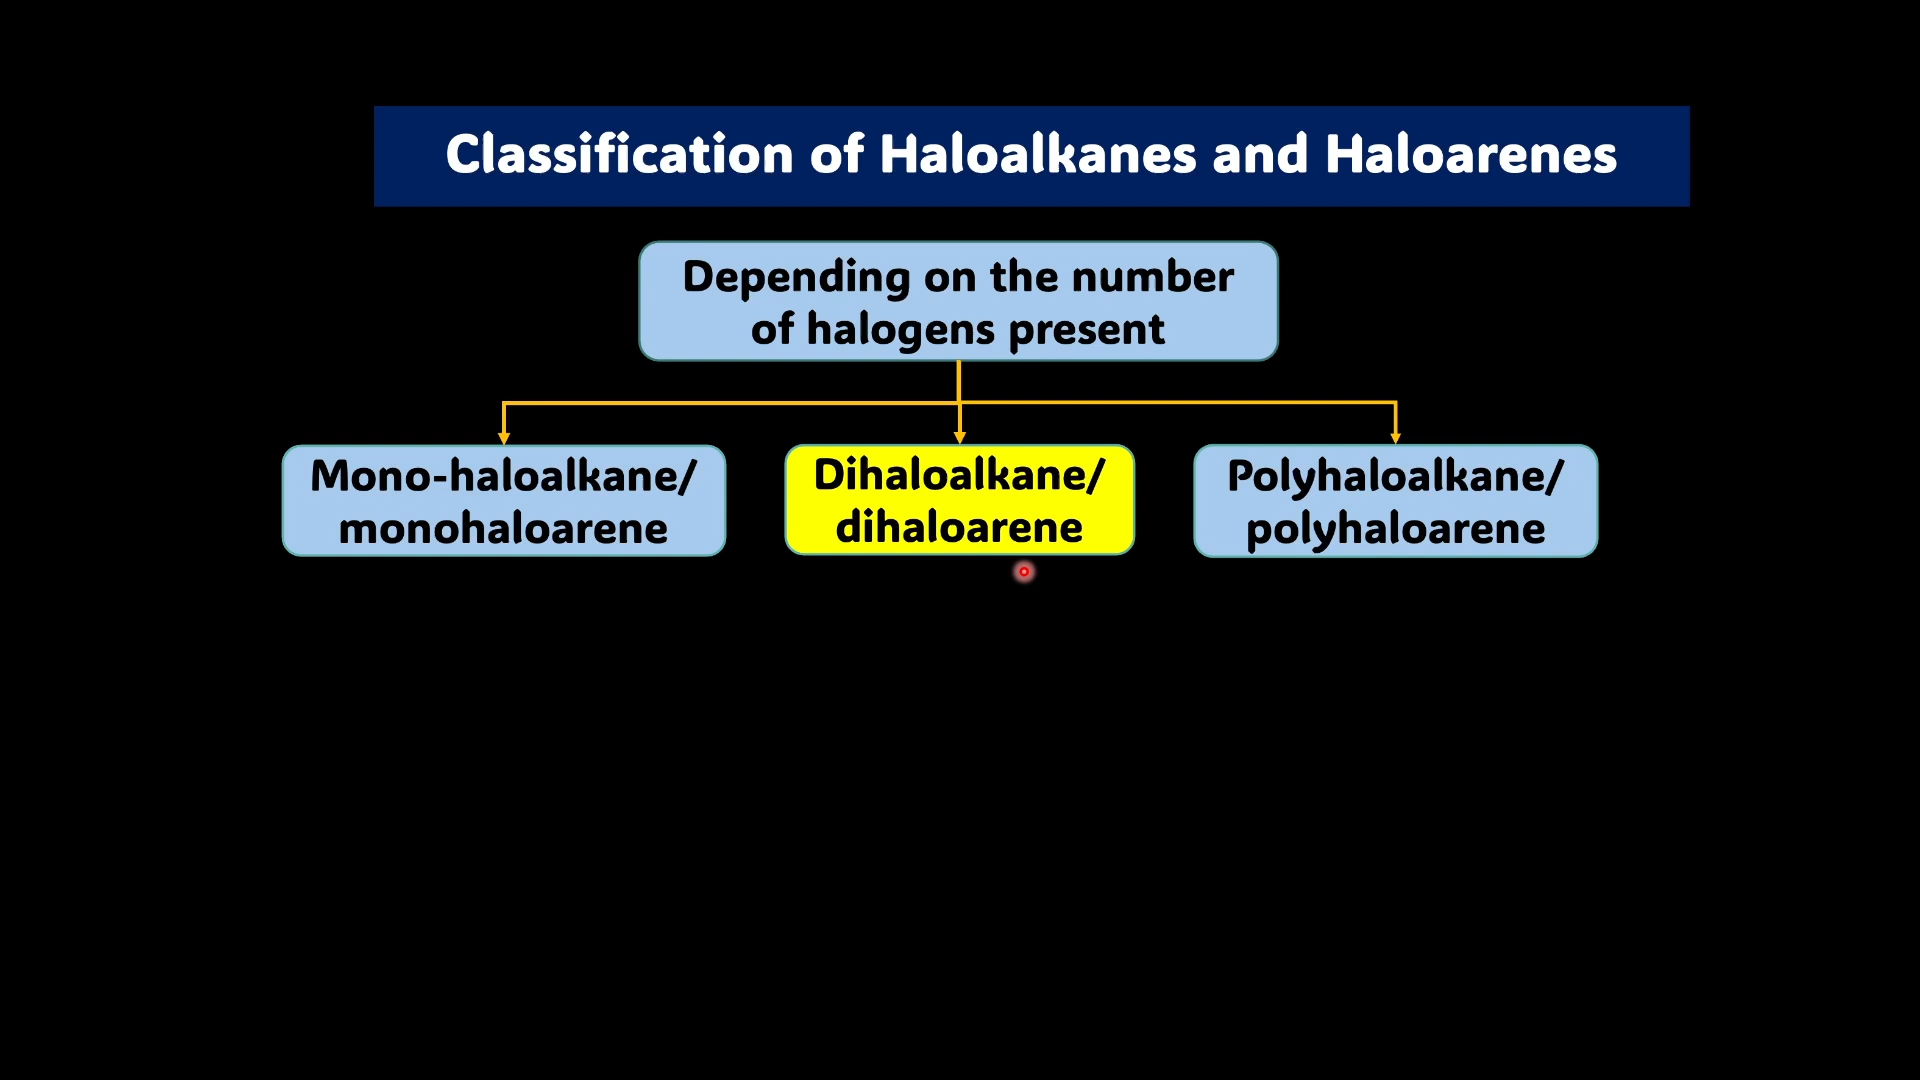 Classification of Haloalkanes and Haloarenes
Depending on the number
of halogens present
Mono-haloalkane/
monohaloarene
Dihaloalkane/
dihaloarene
Polyhaloalkane/
polyhaloarene